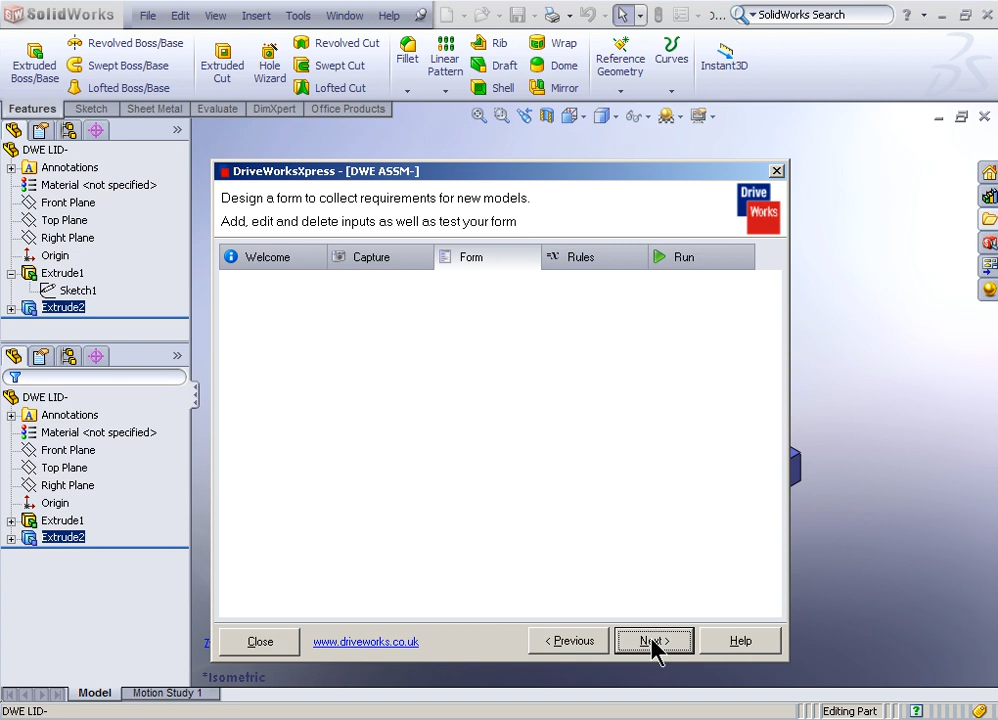 SolidWorks File Edit View Insert Tools Window Help SolidWorks Search ?
Extruded Boss/Base
Revolved Boss/Base
Swept Boss/Base
Lofted Boss/Base
Extruded Cut
Hole Wizard
Revolved Cut
Swept Cut
Lofted Cut
Fillet
Linear Pattern
Rib
Draft
Shell
Wrap
Dome
Mirror
Reference Geometry
Curves
Instant3D
Features Sketch Sheet Metal Evaluate DimXpert Office Products
DWE LID-
Annotations
Material <not specified>
Front Plane
Top Plane
Right Plane
Origin
Extrude1
Sketch1
Extrude2
DWE LID-
Annotations
Material <not specified>
Front Plane
Top Plane
Right Plane
Origin
Extrude1
Extrude2
DriveWorksXpress - [DWE ASSM-]
Design a form to collect requirements for new models.
Add, edit and delete inputs as well as test your form
Drive
Works
Welcome Capture Form Rules Run
Close www.driveworks.co.uk < Previous Next > Help
*Isometric
Model Motion Study 1
DWE LID- Editing Part ?